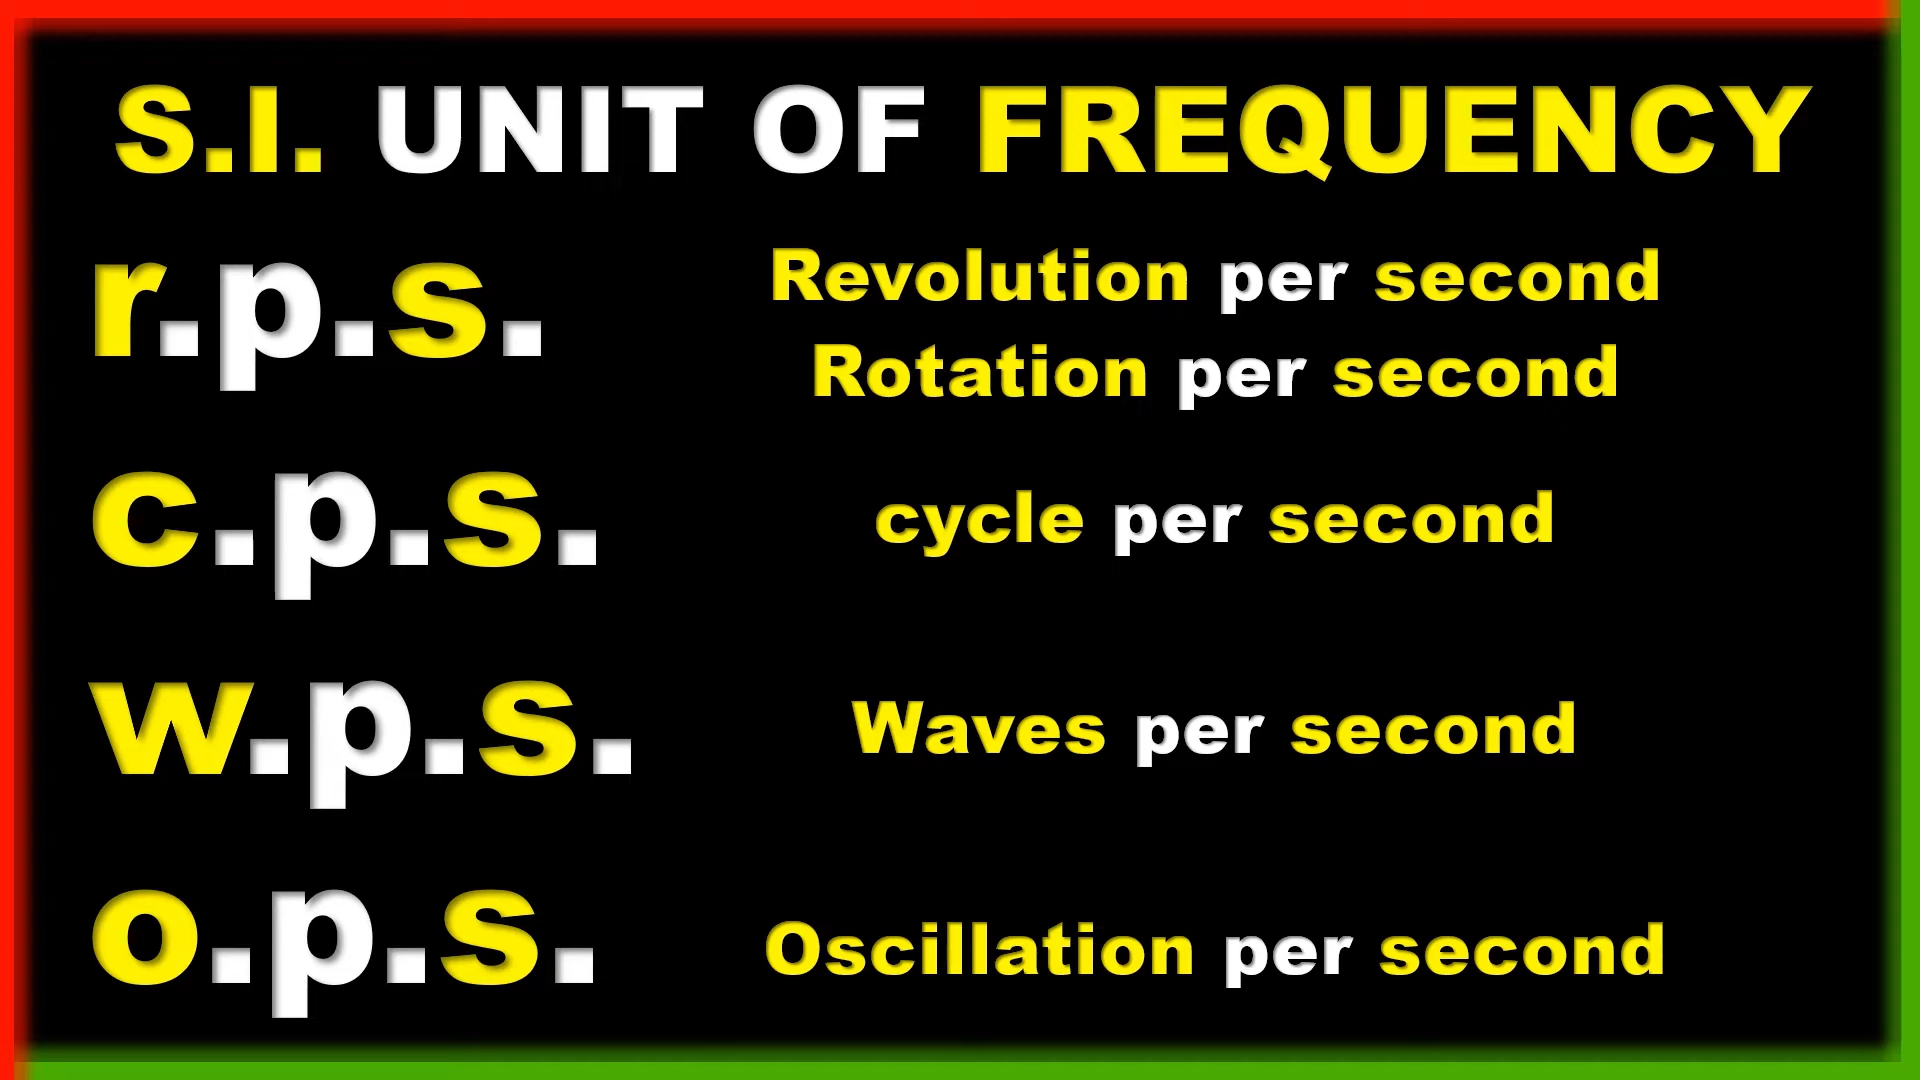 S.I. UNIT OF FREQUENCY
r.p.s. Revolution per second
Rotation per second
c.p.s. cycle per second
w.p.s. Waves per second
o.p.s. Oscillation per second